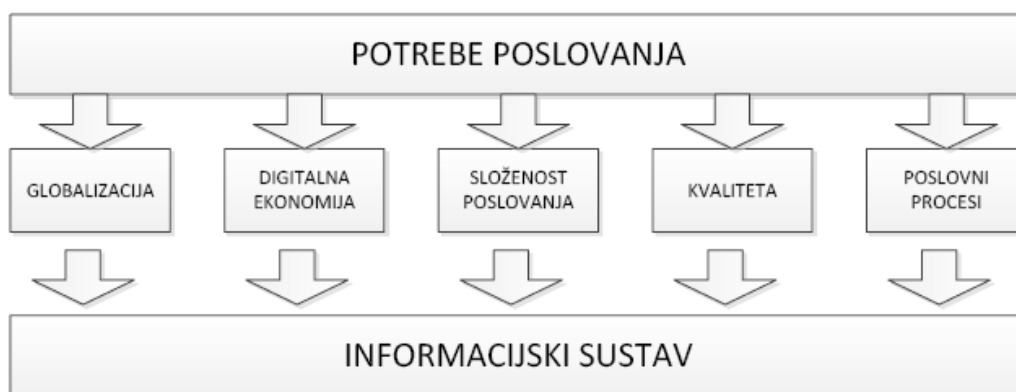 POTREBE POSLOVANJA
GLOBALIZACIJA
DIGITALNA
EKONOMIJA
SLOŽENOST
POSLOVANJA
KVALITETA
POSLOVNI
PROCESI
INFORMACIJSKI SUSTAV